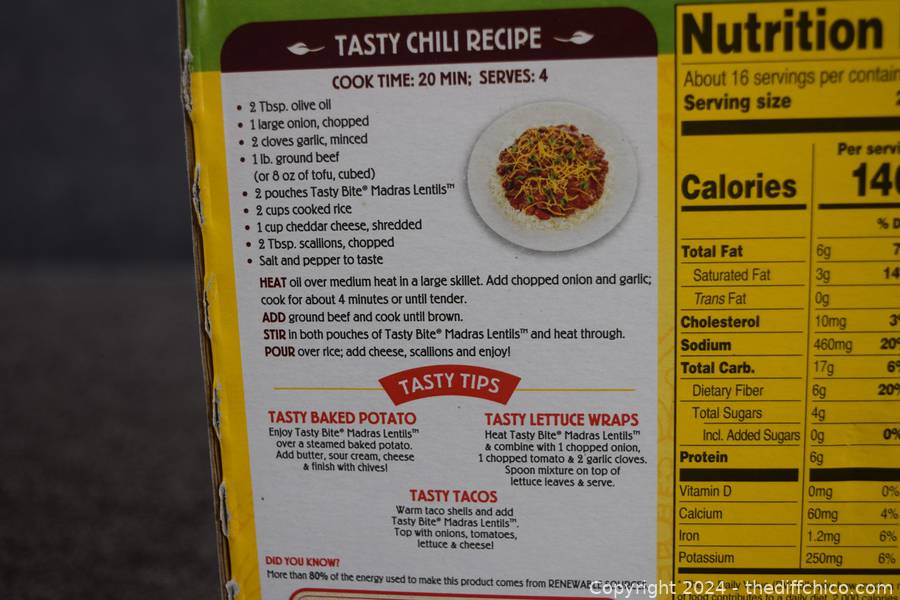 TASTY CHILI RECIPE
COOK TIME: 20 MIN; SERVES: 4
• 2 Tbsp. olive oil
• 1 large onion, chopped
• 2 cloves garlic, minced
• 1 lb. ground beef
(or 8 oz of tofu, cubed)
• 2 pouches Tasty Bite® Madras Lentils™
• 2 cups cooked rice
• 1 cup cheddar cheese, shredded
• 2 Tbsp. scallions, chopped
• Salt and pepper to taste
HEAT oil over medium heat in a large skillet. Add chopped onion and garlic;
cook for about 4 minutes or until tender.
ADD ground beef and cook until brown.
STIR in both pouches of Tasty Bite® Madras Lentils™ and heat through.
POUR over rice; add cheese, scallions and enjoy!
TASTY TIPS
TASTY BAKED POTATO
Enjoy Tasty Bite® Madras Lentils™
over a steamed baked potato.
Add butter, sour cream, cheese
& finish with chives!
TASTY LETTUCE WRAPS
Heat Tasty Bite® Madras Lentils™
& combine with 1 chopped onion,
1 chopped tomato & 2 garlic cloves.
Spoon mixture on top of
lettuce leaves & serve.
TASTY TACOS
Warm taco shells and add
Tasty Bite® Madras Lentils™.
Top with onions, tomatoes,
lettuce & cheese!
DID YOU KNOW?
More than 80% of the energy used to make this product comes from RENEWABLE
Nutrition
About 16 servings per
Serving size
Per
Calories 140
%
Total Fat 6g
Saturated Fat 3g
Trans Fat 0g
Cholesterol 10mg
Sodium 460mg 20%
Total Carb. 17g 6%
Dietary Fiber 6g 20%
Total Sugars 4g
Incl. Added Sugars 0g 0%
Protein 6g
Vitamin D 0mg 0%
Calcium 60mg 4%
Iron 1.2mg 6%
Potassium 250mg 6%
Copyright 2024 - thediffchico.com
of food contributes to a daily diet. 2,000 calories